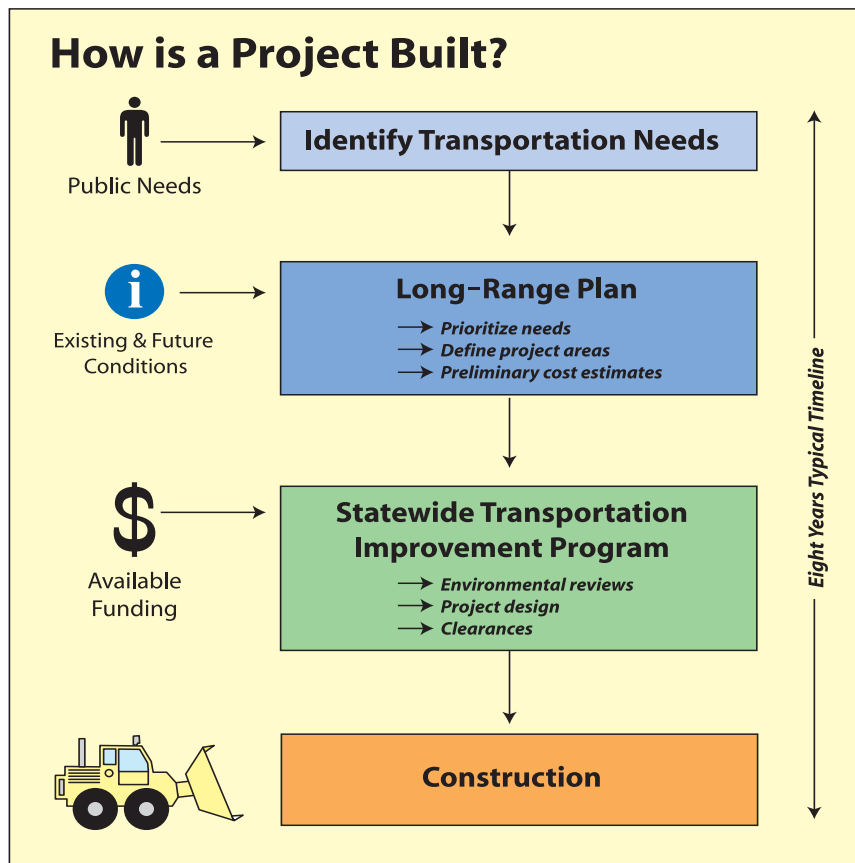 How is a Project Built?
Public Needs
Identify Transportation Needs
Existing & Future
Conditions
Long-Range Plan
Prioritize needs
Define project areas
Preliminary cost estimates
$
Available
Funding
Statewide Transportation
Improvement Program
Environmental reviews
Project design
Clearances
Construction
Eight Years Typical Timeline